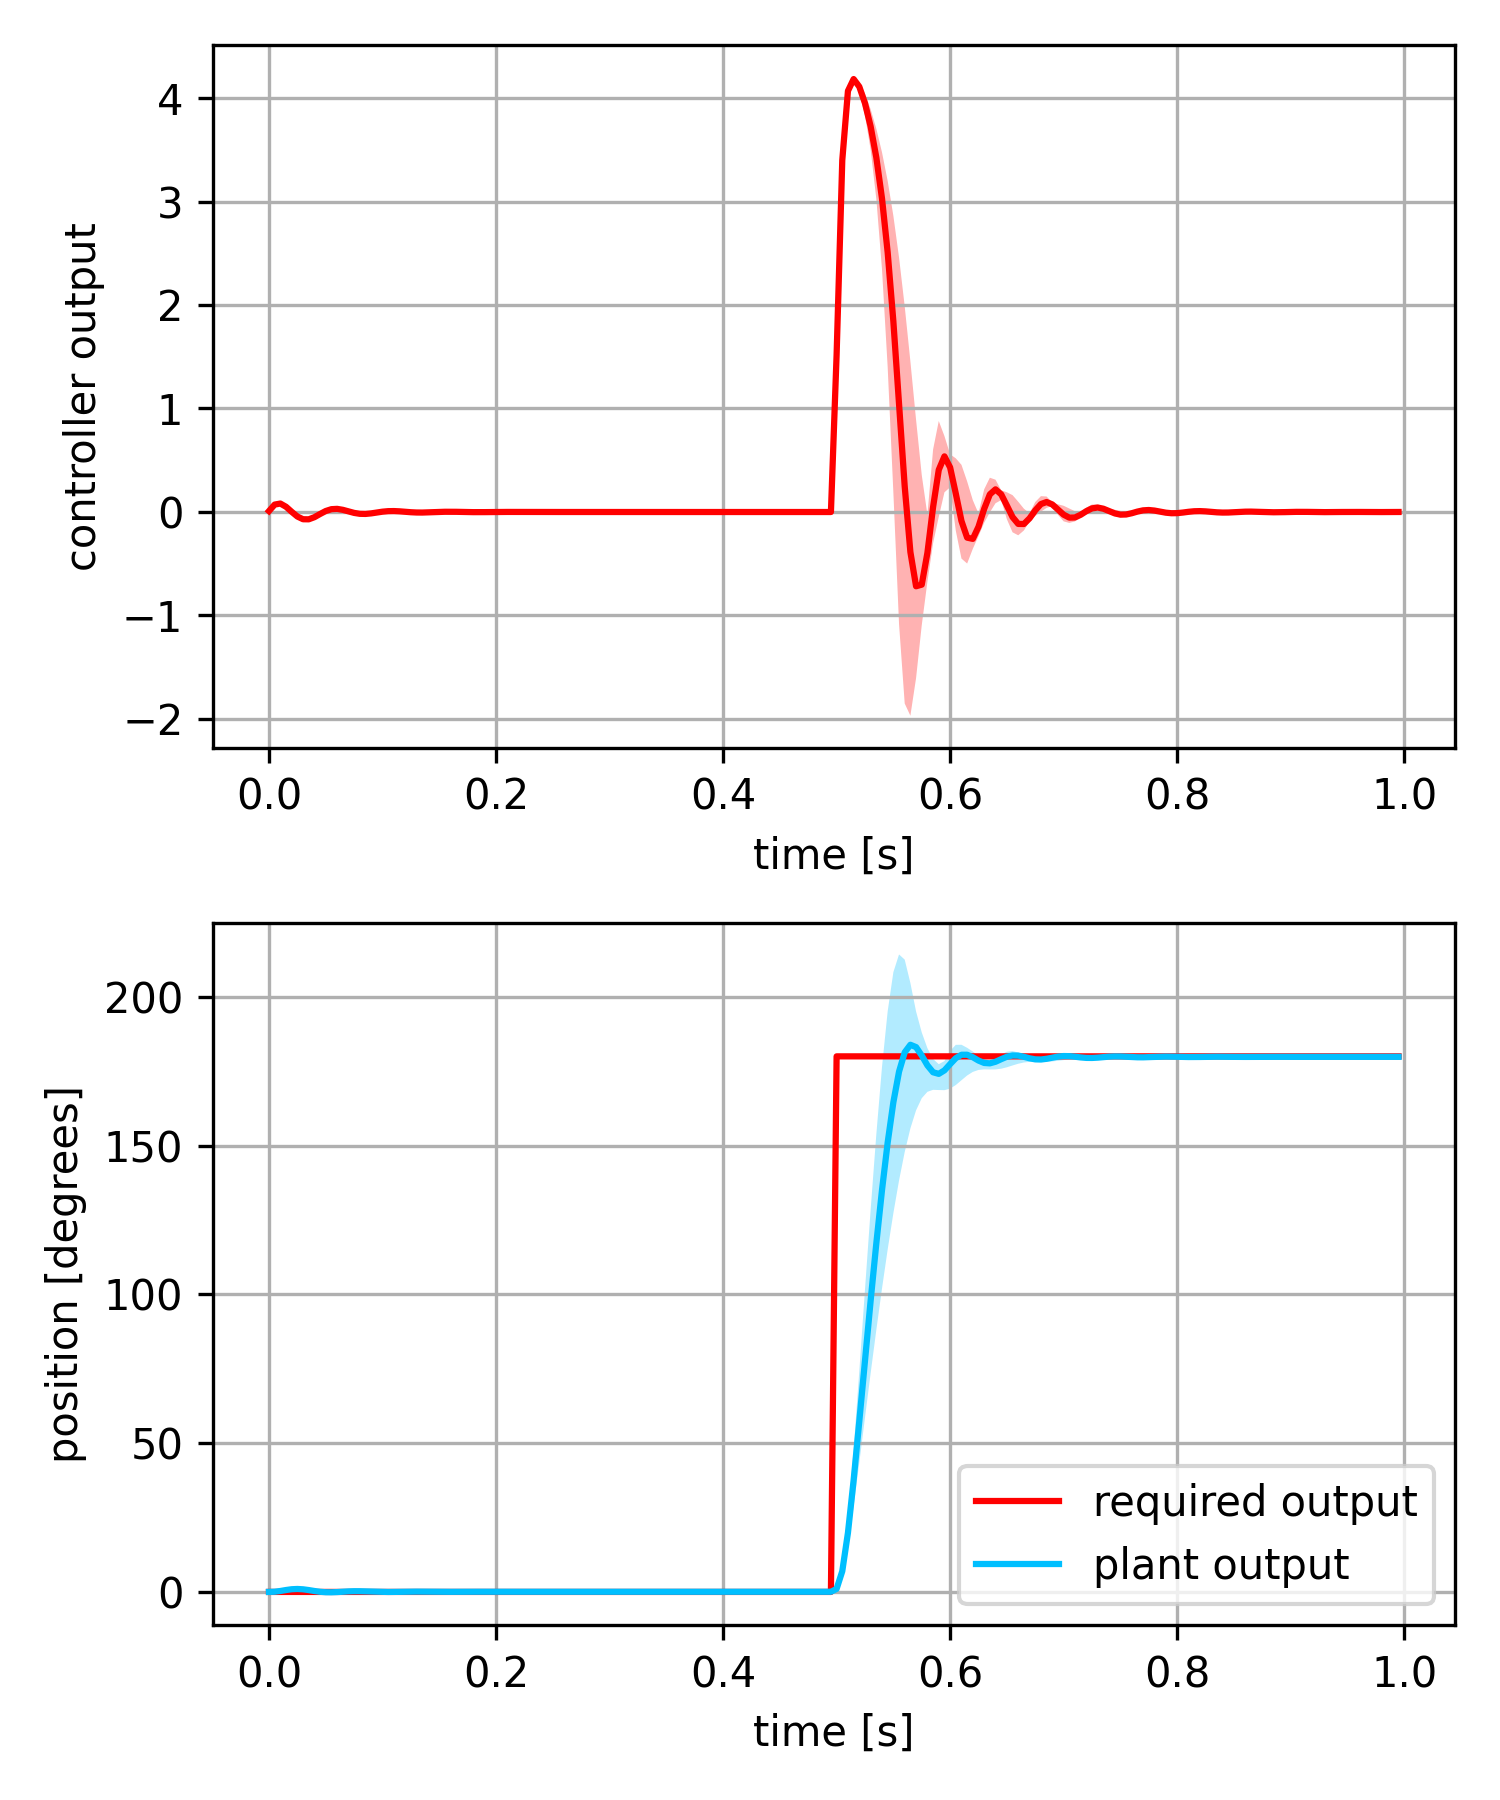 4
3
2
1
0
−1
−2
controller output
0.0 0.2 0.4 0.6 0.8 1.0
time [s]
200
150
100
50
0
position [degrees]
required output
plant output
0.0 0.2 0.4 0.6 0.8 1.0
time [s]